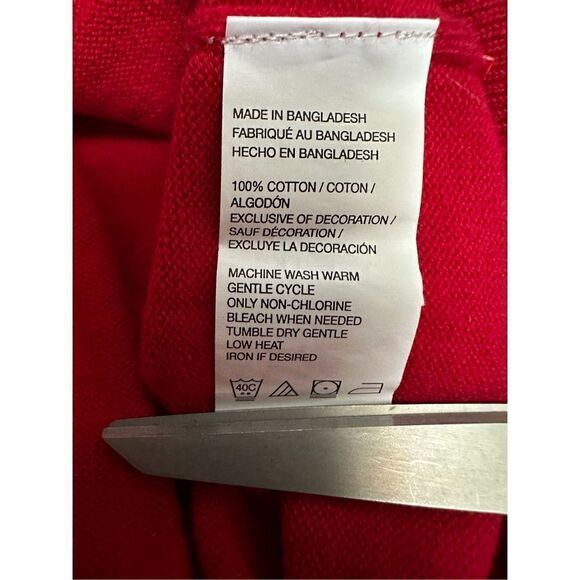 MADE IN BANGLADESH
FABRIQUÉ AU BANGLADESH
HECHO EN BANGLADESH
100% COTTON / COTON /
ALGODÓN
EXCLUSIVE OF DECORATION /
SAUF DÉCORATION /
EXCLUYE LA DECORACIÓN
MACHINE WASH WARM
GENTLE CYCLE
ONLY NON-CHLORINE
BLEACH WHEN NEEDED
TUMBLE DRY GENTLE
LOW HEAT
IRON IF DESIRED
40C